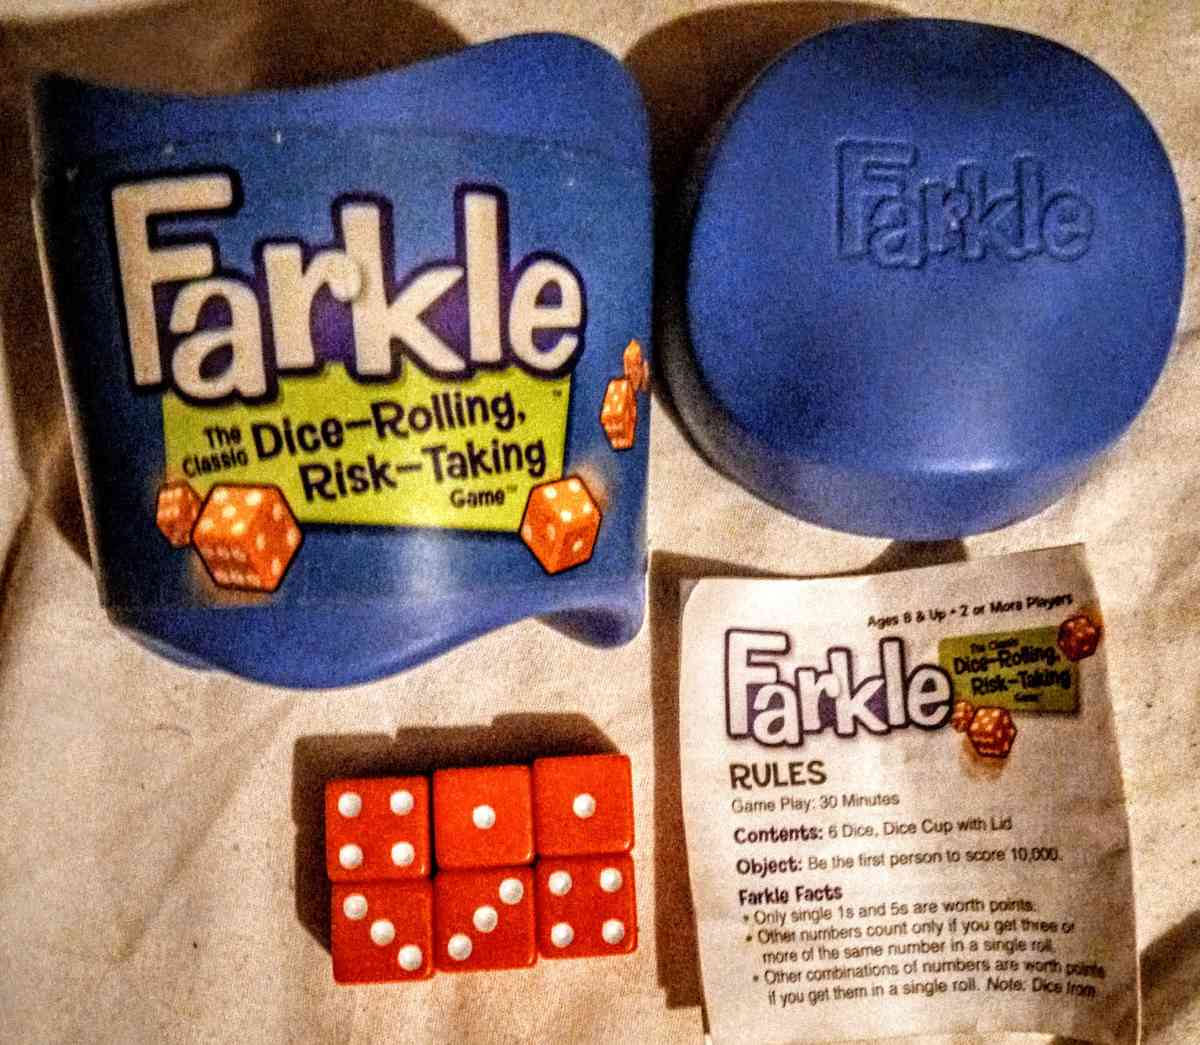 Farkle
The Classic Dice-Rolling,
Risk-Taking
Game™
Farkle
Ages 8 & Up • 2 or More Players
Farkle
The Classic
Dice-Rolling,
Risk-Taking
Game
RULES
Game Play: 30 Minutes
Contents: 6 Dice, Dice Cup with Lid
Object: Be the first person to score 10,000.
Farkle Facts
• Only single 1s and 5s are worth points.
• Other numbers count only if you get three or
more of the same number in a single roll.
• Other combinations of numbers are worth points
if you get them in a single roll. Note: Dice from